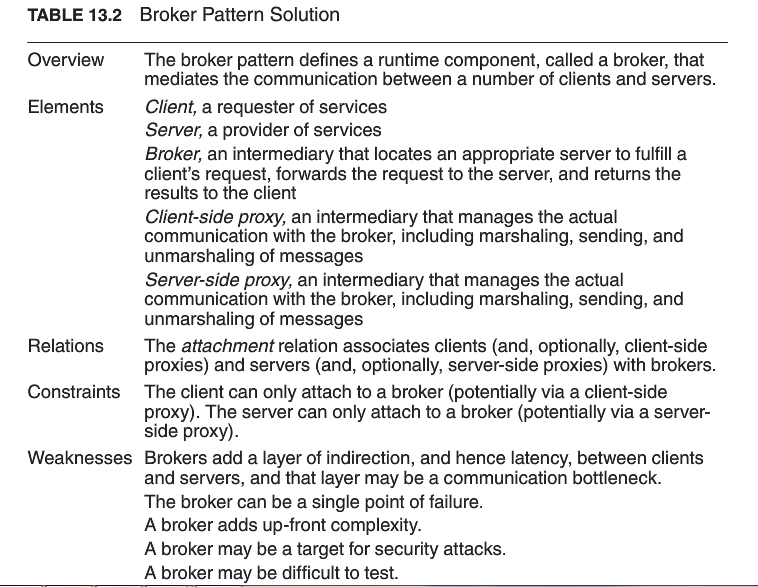 TABLE 13.2 Broker Pattern Solution
Overview The broker pattern defines a runtime component, called a broker, that
mediates the communication between a number of clients and servers.
Elements Client, a requester of services
Server, a provider of services
Broker, an intermediary that locates an appropriate server to fulfill a
client's request, forwards the request to the server, and returns the
results to the client
Client-side proxy, an intermediary that manages the actual
communication with the broker, including marshaling, sending, and
unmarshaling of messages
Server-side proxy, an intermediary that manages the actual
communication with the broker, including marshaling, sending, and
unmarshaling of messages
Relations The attachment relation associates clients (and, optionally, client-side
proxies) and servers (and, optionally, server-side proxies) with brokers.
Constraints The client can only attach to a broker (potentially via a client-side
proxy). The server can only attach to a broker (potentially via a server-
side proxy).
Weaknesses Brokers add a layer of indirection, and hence latency, between clients
and servers, and that layer may be a communication bottleneck.
The broker can be a single point of failure.
A broker adds up-front complexity.
A broker may be a target for security attacks.
A broker may be difficult to test.